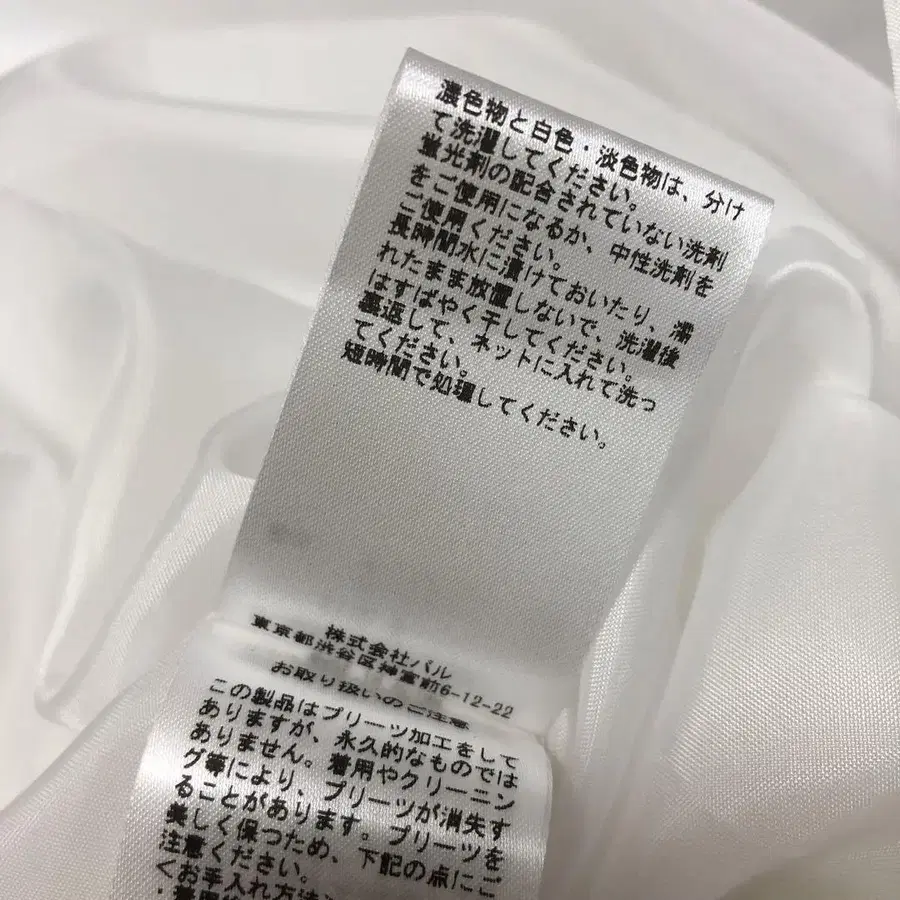 濃色物と白色・淡色物は、分け
て洗濯してください。
蛍光剤の配合されていない洗剤
をご使用になるか、中性洗剤を
ご使用ください。
長時間水に漬けておいたり、濡
れたまま放置しないで、洗濯後
はすばやく干してください。
裏返して、ネットに入れて洗っ
てください。
短時間で処理してください。
株式会社パル
東京都渋谷区神宮前6-12-22
お取り扱いのご注意
この製品はプリーツ加工をして
ありますが、永久的なものでは
ありません。着用やクリーニン
グ等により、プリーツが消失す
ることがあります。プリーツを
美しく保つため、下記の点にご
注意ください。
くお手入れ方法